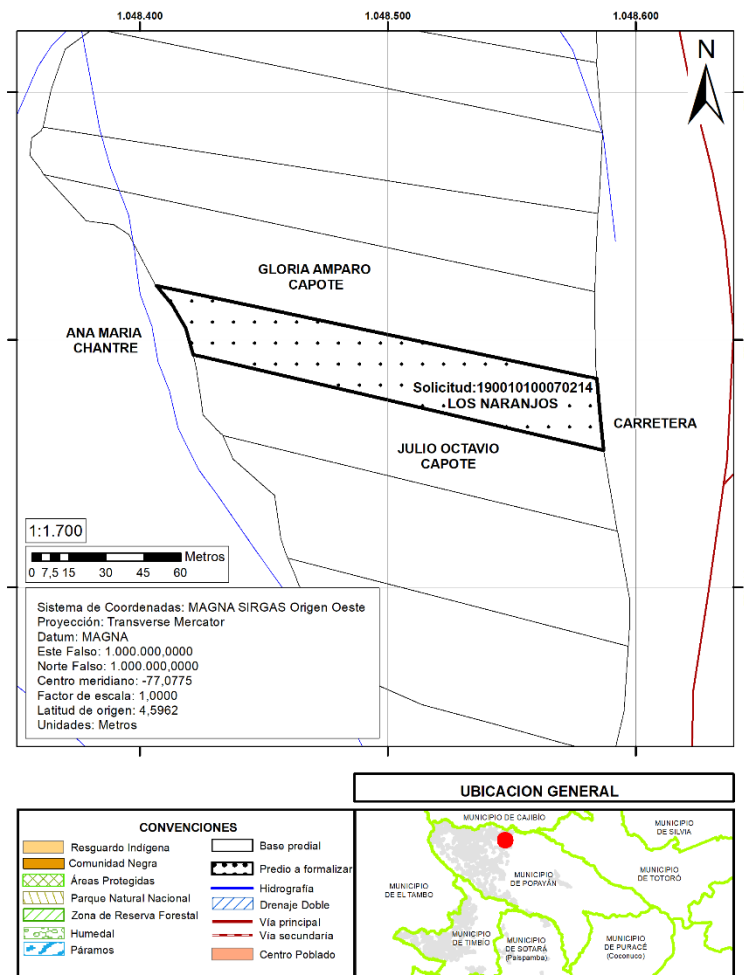 1.048.400
1.048.500
1.048.600
N
GLORIA AMPARO
CAPOTE
ANA MARIA
CHANTRE
Solicitud:190010100070214
LOS NARANJOS
CARRETERA
JULIO OCTAVIO
CAPOTE
1:1.700
Metros
0 7,5 15 30 45 60
Sistema de Coordenadas: MAGNA SIRGAS Origen Oeste
Proyección: Transverse Mercator
Datum: MAGNA
Este Falso: 1.000.000,0000
Norte Falso: 1.000.000,0000
Centro meridiano: -77,0775
Factor de escala: 1,0000
Latitud de origen: 4,5962
Unidades: Metros
CONVENCIONES
Resguardo Indígena
Comunidad Negra
Áreas Protegidas
Parque Natural Nacional
Zona de Reserva Forestal
Humedal
Páramos
Base predial
Predio a formalizar
Hidrografía
Drenaje Doble
Vía principal
Vía secundaría
Centro Poblado
UBICACION GENERAL
MUNICIPIO DE CAJIBÍO
MUNICIPIO
DE SILVIA
MUNICIPIO
DE TOTORÓ
MUNICIPIO
DE POPAYÁN
MUNICIPIO
DE EL TAMBO
MUNICIPIO
DE TIMBÍO
MUNICIPIO
DE SOTARÁ
(Paispamba)
MUNICIPIO
DE PURACÉ
(Coconuco)